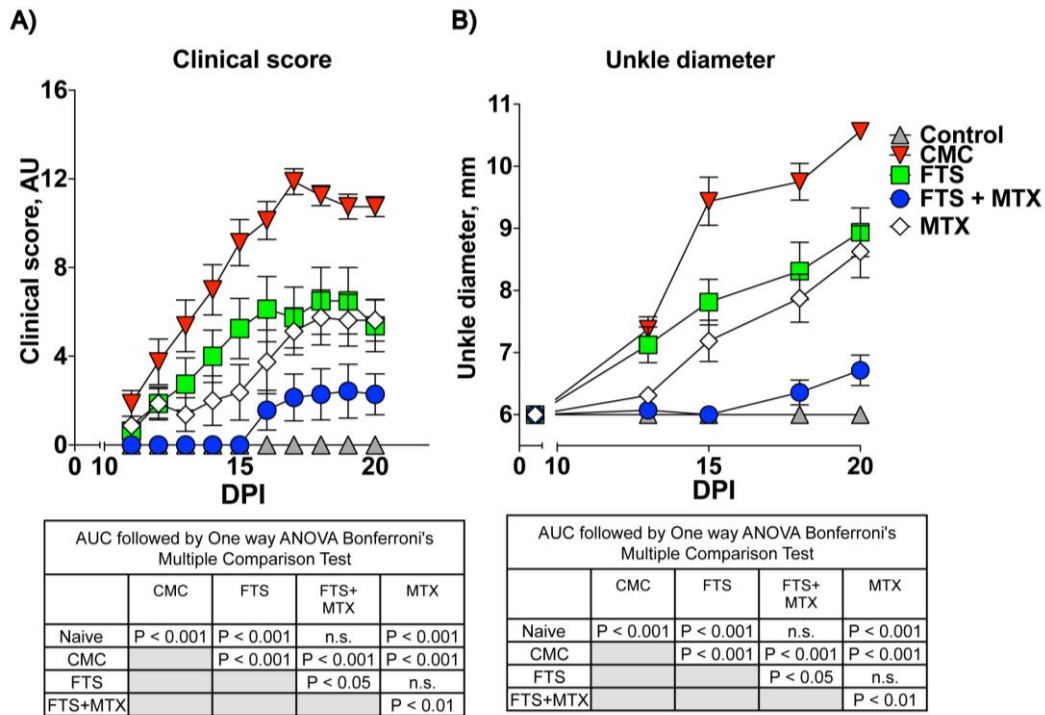 A)
Clinical score
16
12
8
4
0
0 10 15 20
Clinical score, AU
DPI
B)
Unkle diameter
11
10
9
8
7
6
0 10 15 20
Unkle diameter, mm
DPI
Control
CMC
FTS
FTS + MTX
MTX
AUC followed by One way ANOVA Bonferroni's
Multiple Comparison Test
CMC FTS FTS+ MTX
MTX
Naive P < 0.001 P < 0.001 n.s. P < 0.001
CMC P < 0.001 P < 0.001 P < 0.001
FTS P < 0.05 n.s.
FTS+MTX P < 0.01
AUC followed by One way ANOVA Bonferroni's
Multiple Comparison Test
CMC FTS FTS+ MTX
MTX
Naive P < 0.001 P < 0.001 n.s. P < 0.001
CMC P < 0.001 P < 0.001 P < 0.001
FTS P < 0.05 n.s.
FTS+MTX P < 0.01